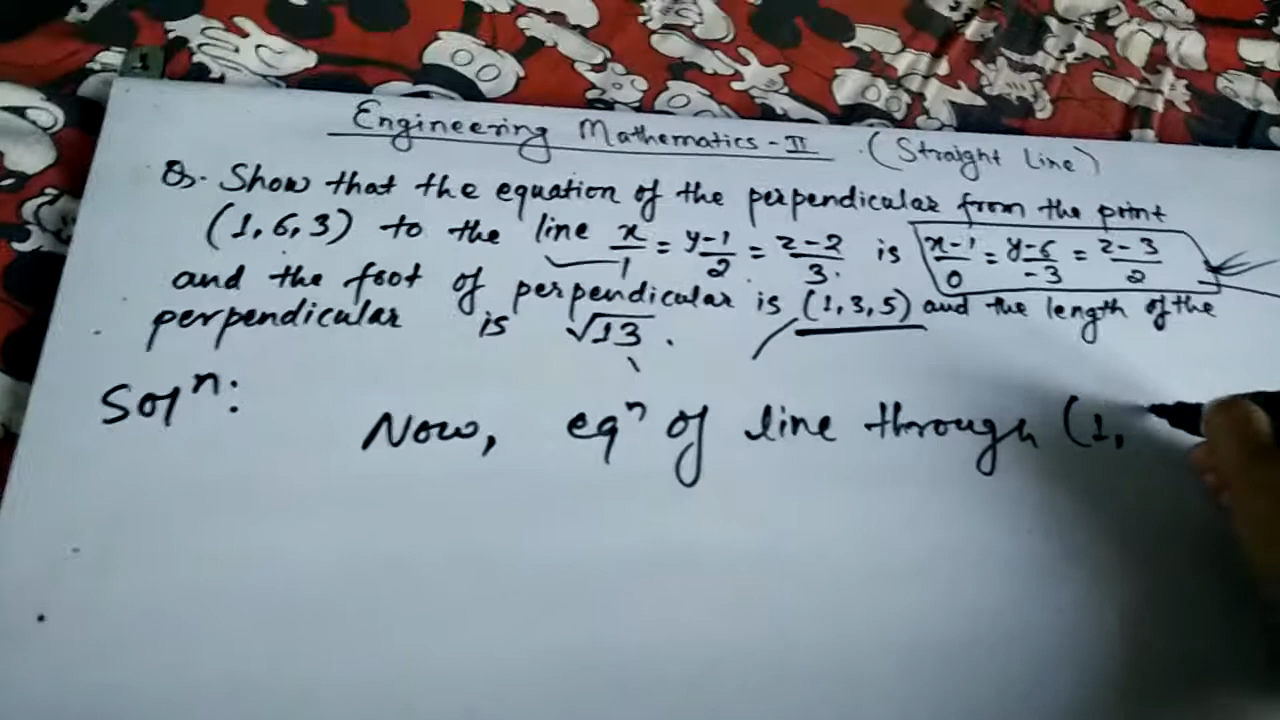 Engineering Mathematics-II (Straight Line)
Q. Show that the equation of the perpendicular from the print
(1,6,3) to the line x/1 = y-1/2 = z-2/3 is x-1/0 = y-6/-3 = z-3/2
and the foot of perpendicular is (1,3,5) and the length of the
perpendicular is √13.
Solⁿ:
Now, eqⁿ of line through (1,